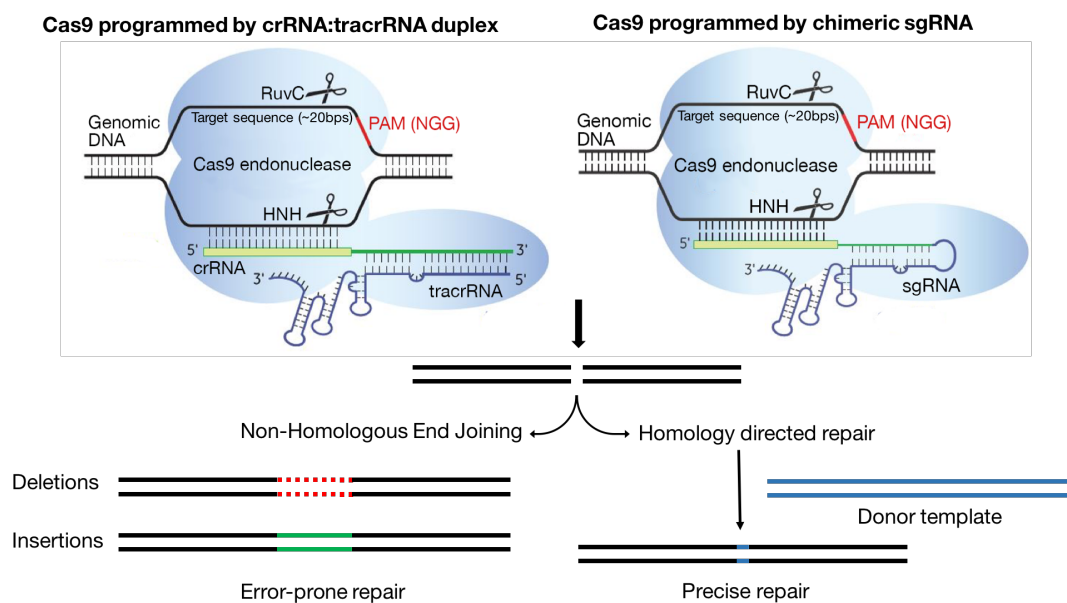 Cas9 programmed by crRNA:tracrRNA duplex
Cas9 programmed by chimeric sgRNA
RuvC
Target sequence (~20bps)
PAM (NGG)
Genomic
DNA
Cas9 endonuclease
HNH
5'
3'
crRNA
3'
tracrRNA
5'
RuvC
Target sequence (~20bps)
PAM (NGG)
Genomic
DNA
Cas9 endonuclease
HNH
5'
3'
sgRNA
Non-Homologous End Joining
Homology directed repair
Deletions
Donor template
Insertions
Error-prone repair
Precise repair